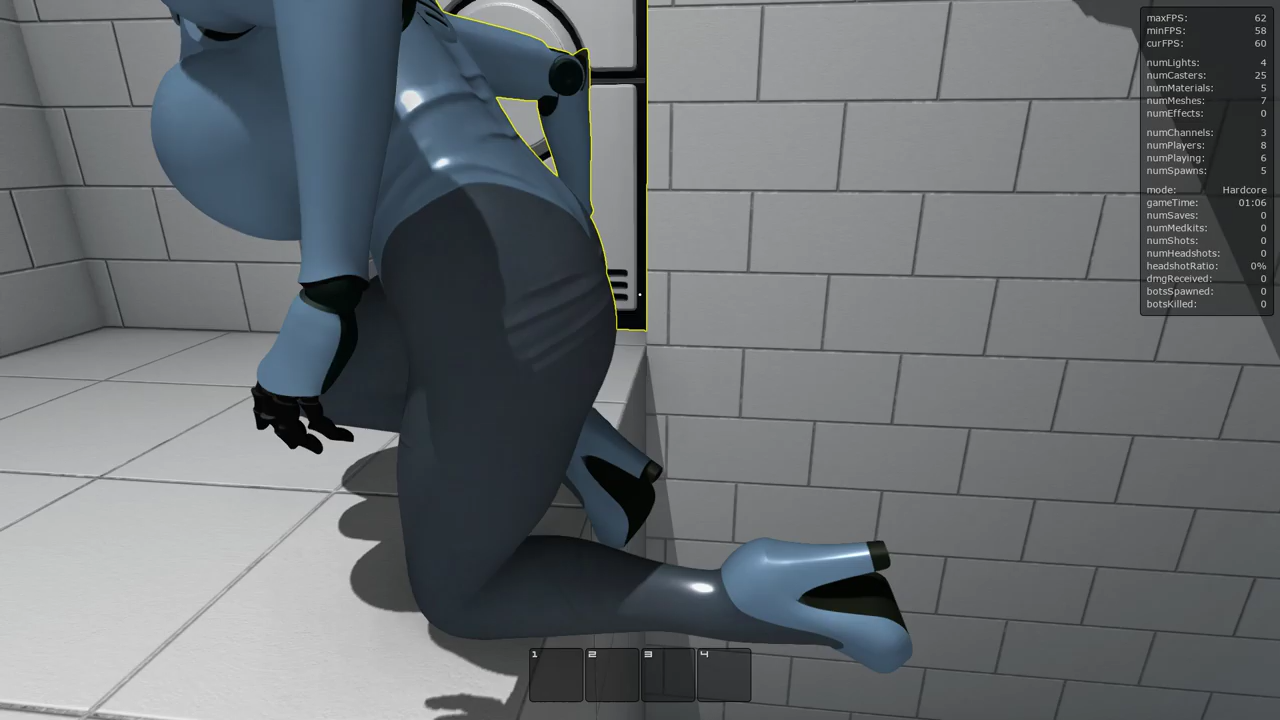 maxFPS: 62
minFPS: 58
curFPS: 60
numLights: 4
numCasters: 25
numMaterials: 5
numMeshes: 7
numEffects: 0
numChannels: 3
numPlayers: 8
numPlaying: 6
numSpawns: 5
mode: Hardcore
gameTime: 01:06
numSaves: 0
numMedkits: 0
numShots: 0
numHeadshots: 0
headshotRatio: 0%
dmgReceived: 0
botsSpawned: 0
botsKilled: 0
1 2 3 4